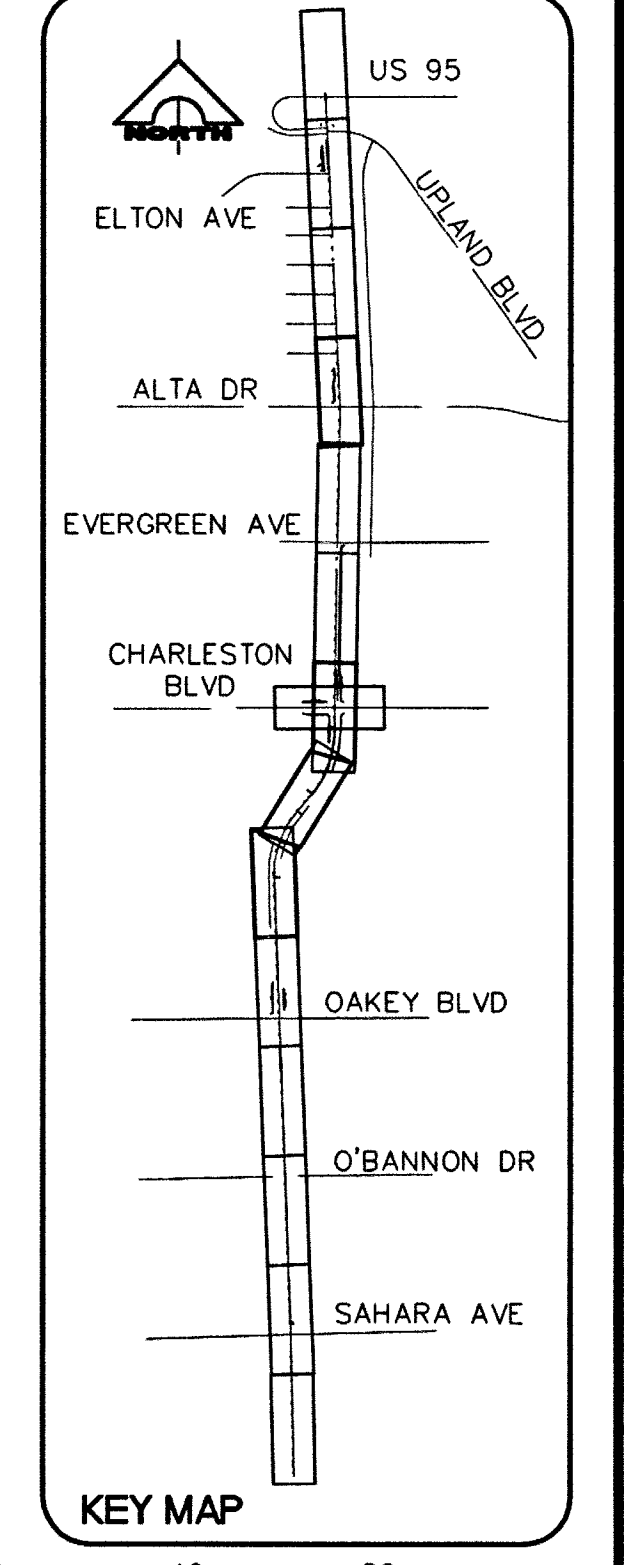 US 95
NORTH
UPLAND BLVD
ELTON AVE
ALTA DR
EVERGREEN AVE
CHARLESTON
BLVD
OAKEY BLVD
O'BANNON DR
SAHARA AVE
KEY MAP